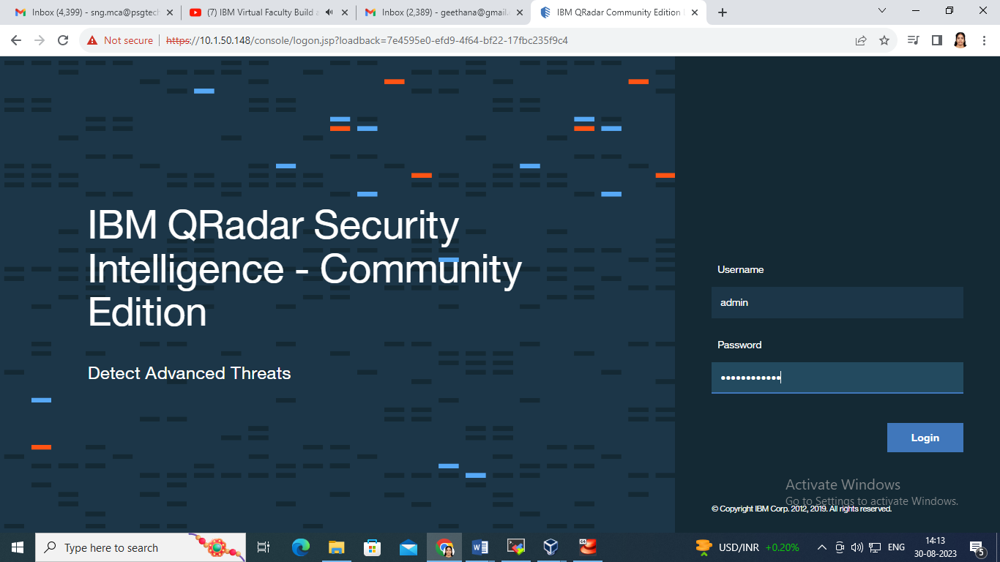 Inbox (4,399) - sng.mca@psgtech
(7) IBM Virtual Faculty Build a
Inbox (2,389) - geethana@gmail.
IBM QRadar Community Edition
Not secure https://10.1.50.148/console/logon.jsp?loadback=7e4595e0-efd9-4f64-bf22-17fbc235f9c4
IBM QRadar Security
Intelligence - Community
Edition
Detect Advanced Threats
Username
admin
Password
••••••••••••
Login
Activate Windows
Go to Settings to activate Windows.
© Copyright IBM Corp. 2012, 2019. All rights reserved.
Type here to search
USD/INR +0.20%
ENG
14:13
30-08-2023
5